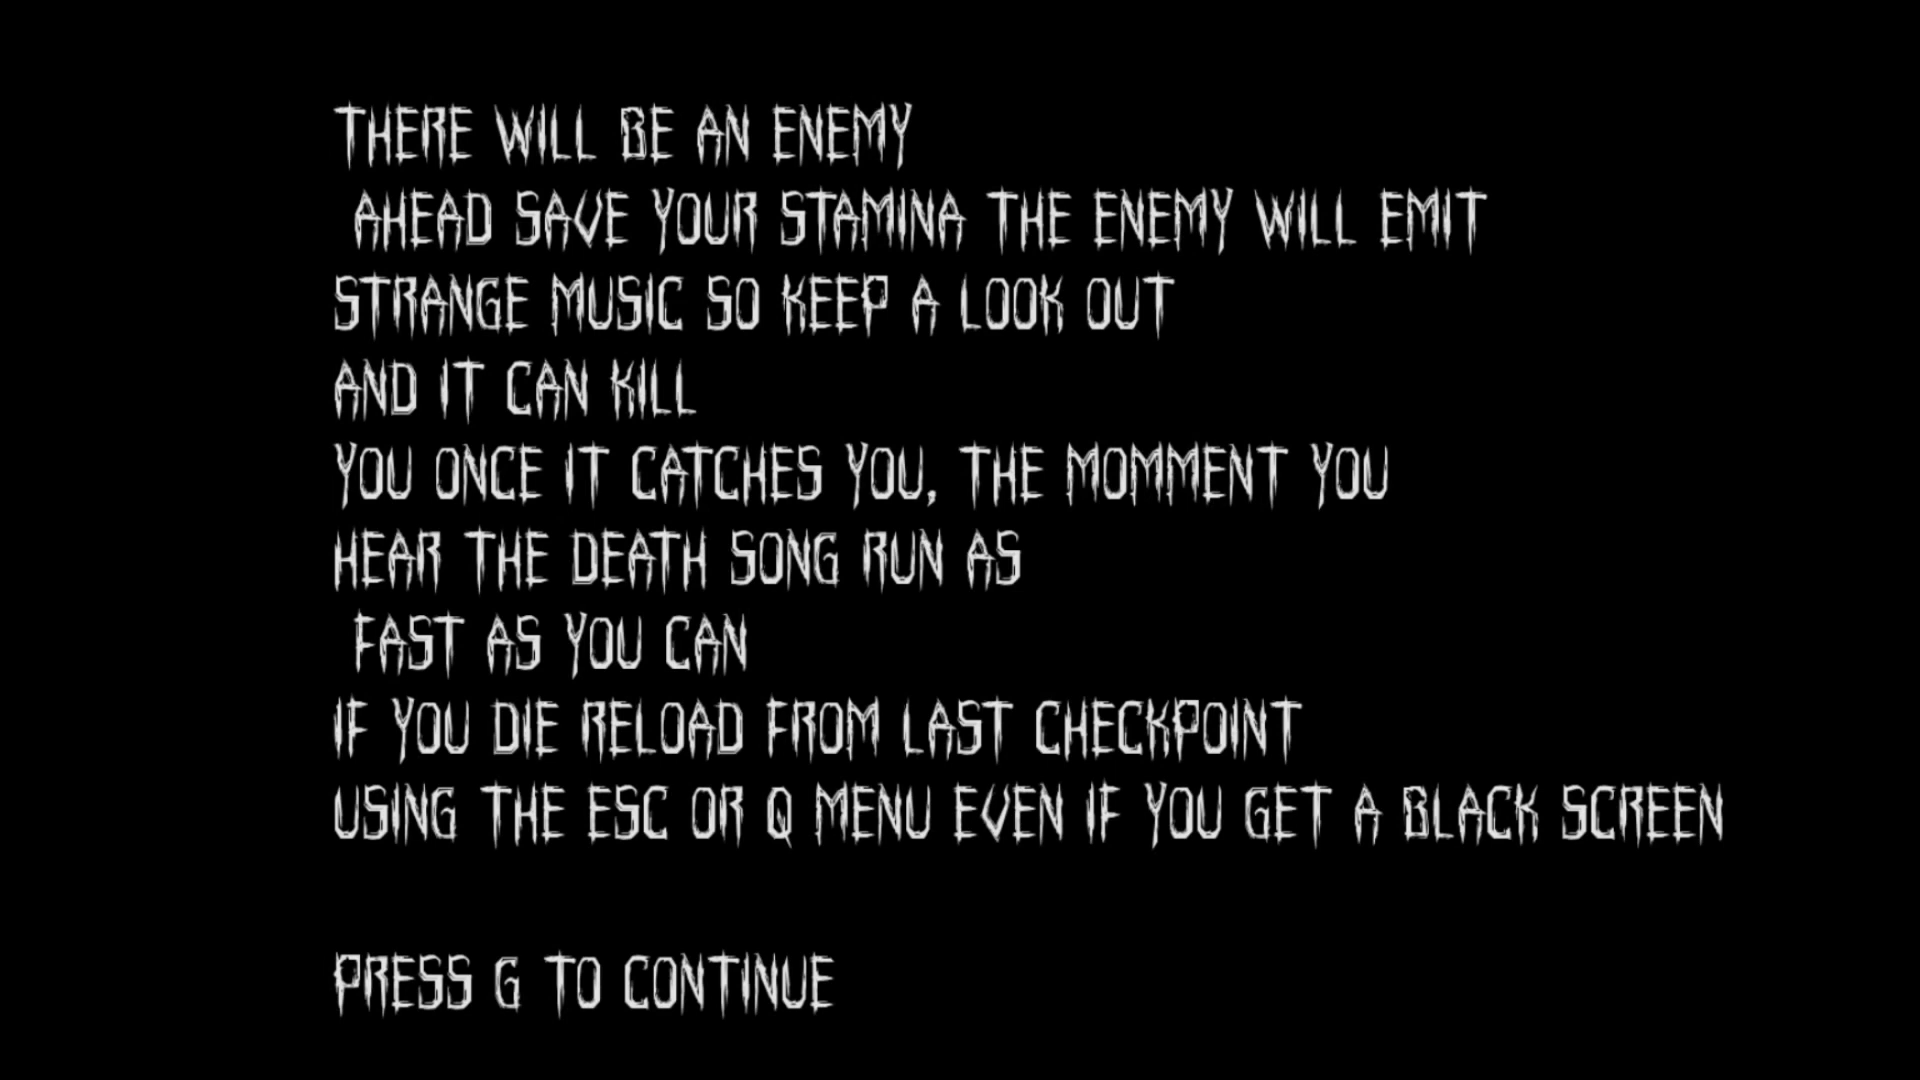 THERE WILL BE AN ENEMY
AHEAD SAVE YOUR STAMINA THE ENEMY WILL EMIT
STRANGE MUSIC SO KEEP A LOOK OUT
AND IT CAN KILL
YOU ONCE IT CATCHES YOU, THE MOMMENT YOU
HEAR THE DEATH SONG RUN AS
FAST AS YOU CAN
IF YOU DIE RELOAD FROM LAST CHECKPOINT
USING THE ESC OR Q MENU EVEN IF YOU GET A BLACK SCREEN
PRESS G TO CONTINUE